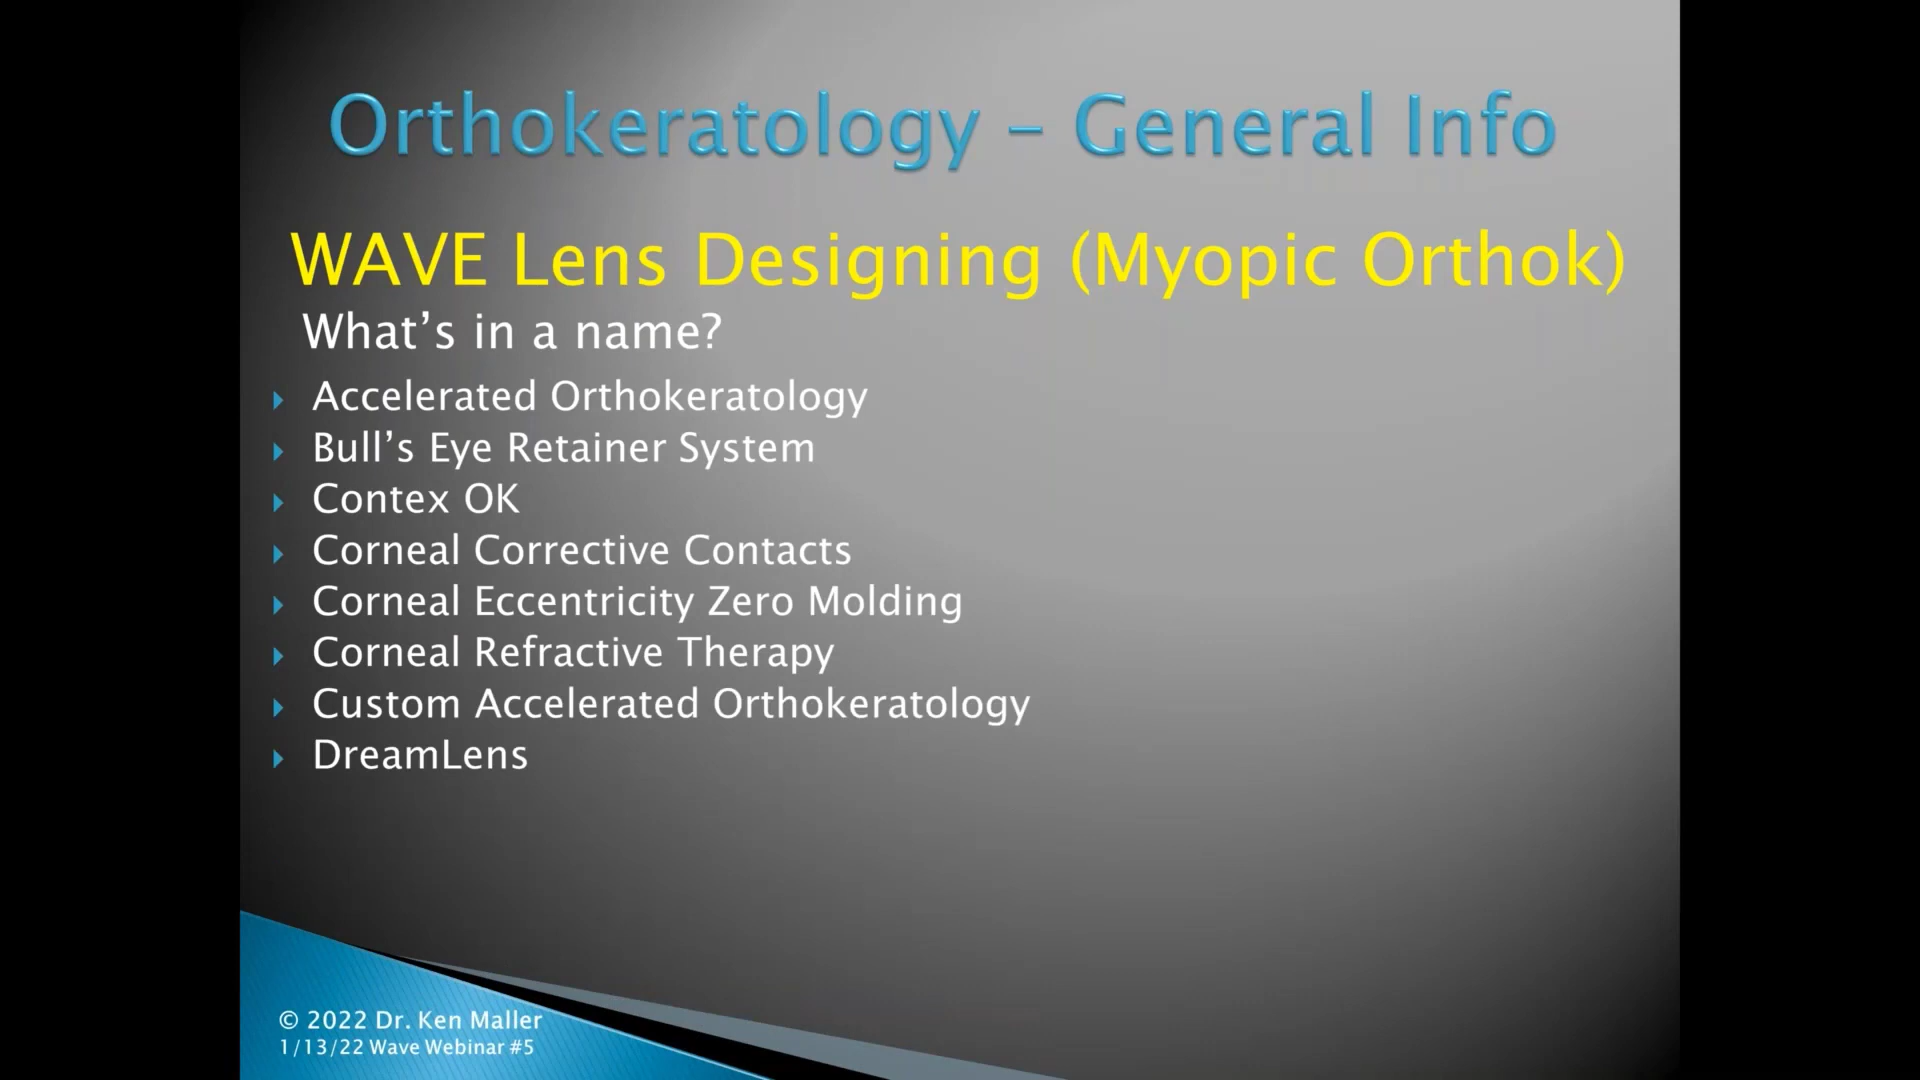 Orthokeratology - General Info
WAVE Lens Designing (Myopic Orthok)
What's in a name?
Accelerated Orthokeratology
Bull's Eye Retainer System
Contex OK
Corneal Corrective Contacts
Corneal Eccentricity Zero Molding
Corneal Refractive Therapy
Custom Accelerated Orthokeratology
DreamLens
© 2022 Dr. Ken Maller
1/13/22 Wave Webinar #5